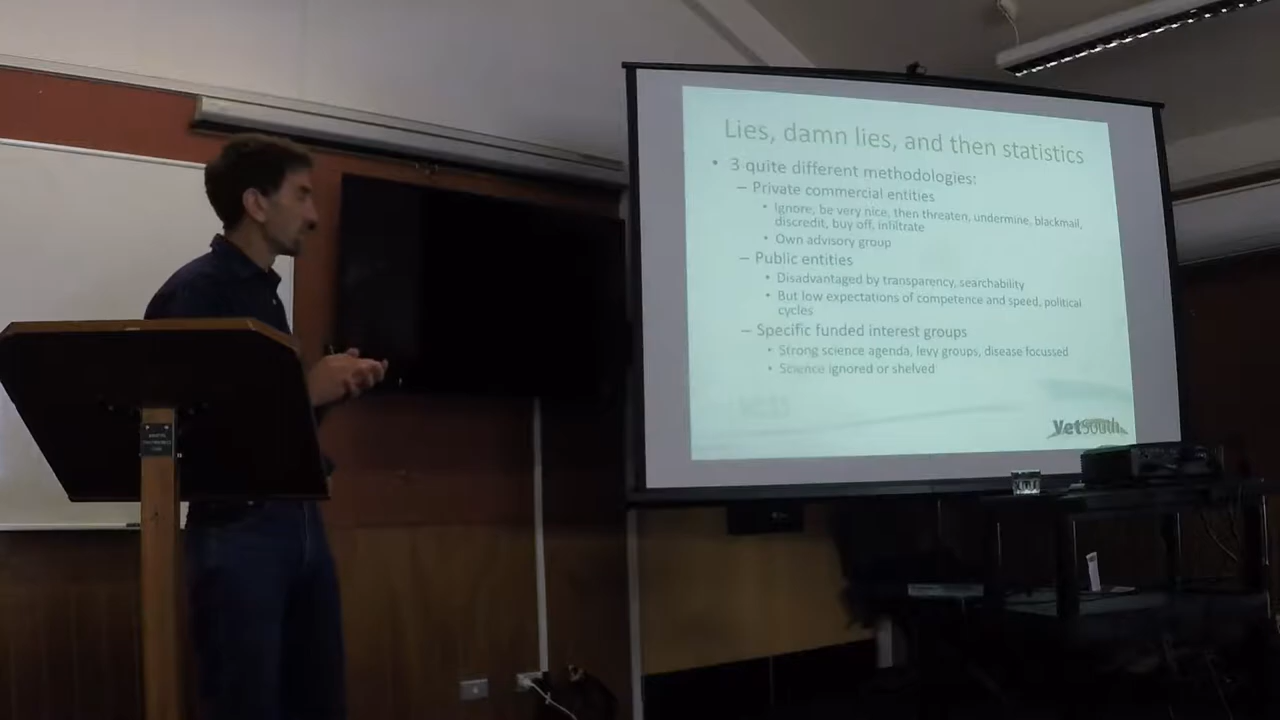 Lies, damn lies, and then statistics
• 3 quite different methodologies:
– Private commercial entities
• Ignore, be very nice, then threaten, undermine, blackmail,
discredit, buy off, infiltrate
• Own advisory group
– Public entities
• Disadvantaged by transparency, searchability
• But low expectations of competence and speed, political
cycles
– Specific funded interest groups
• Strong science agenda, levy groups, disease focussed
• Science ignored or shelved
VetSouth